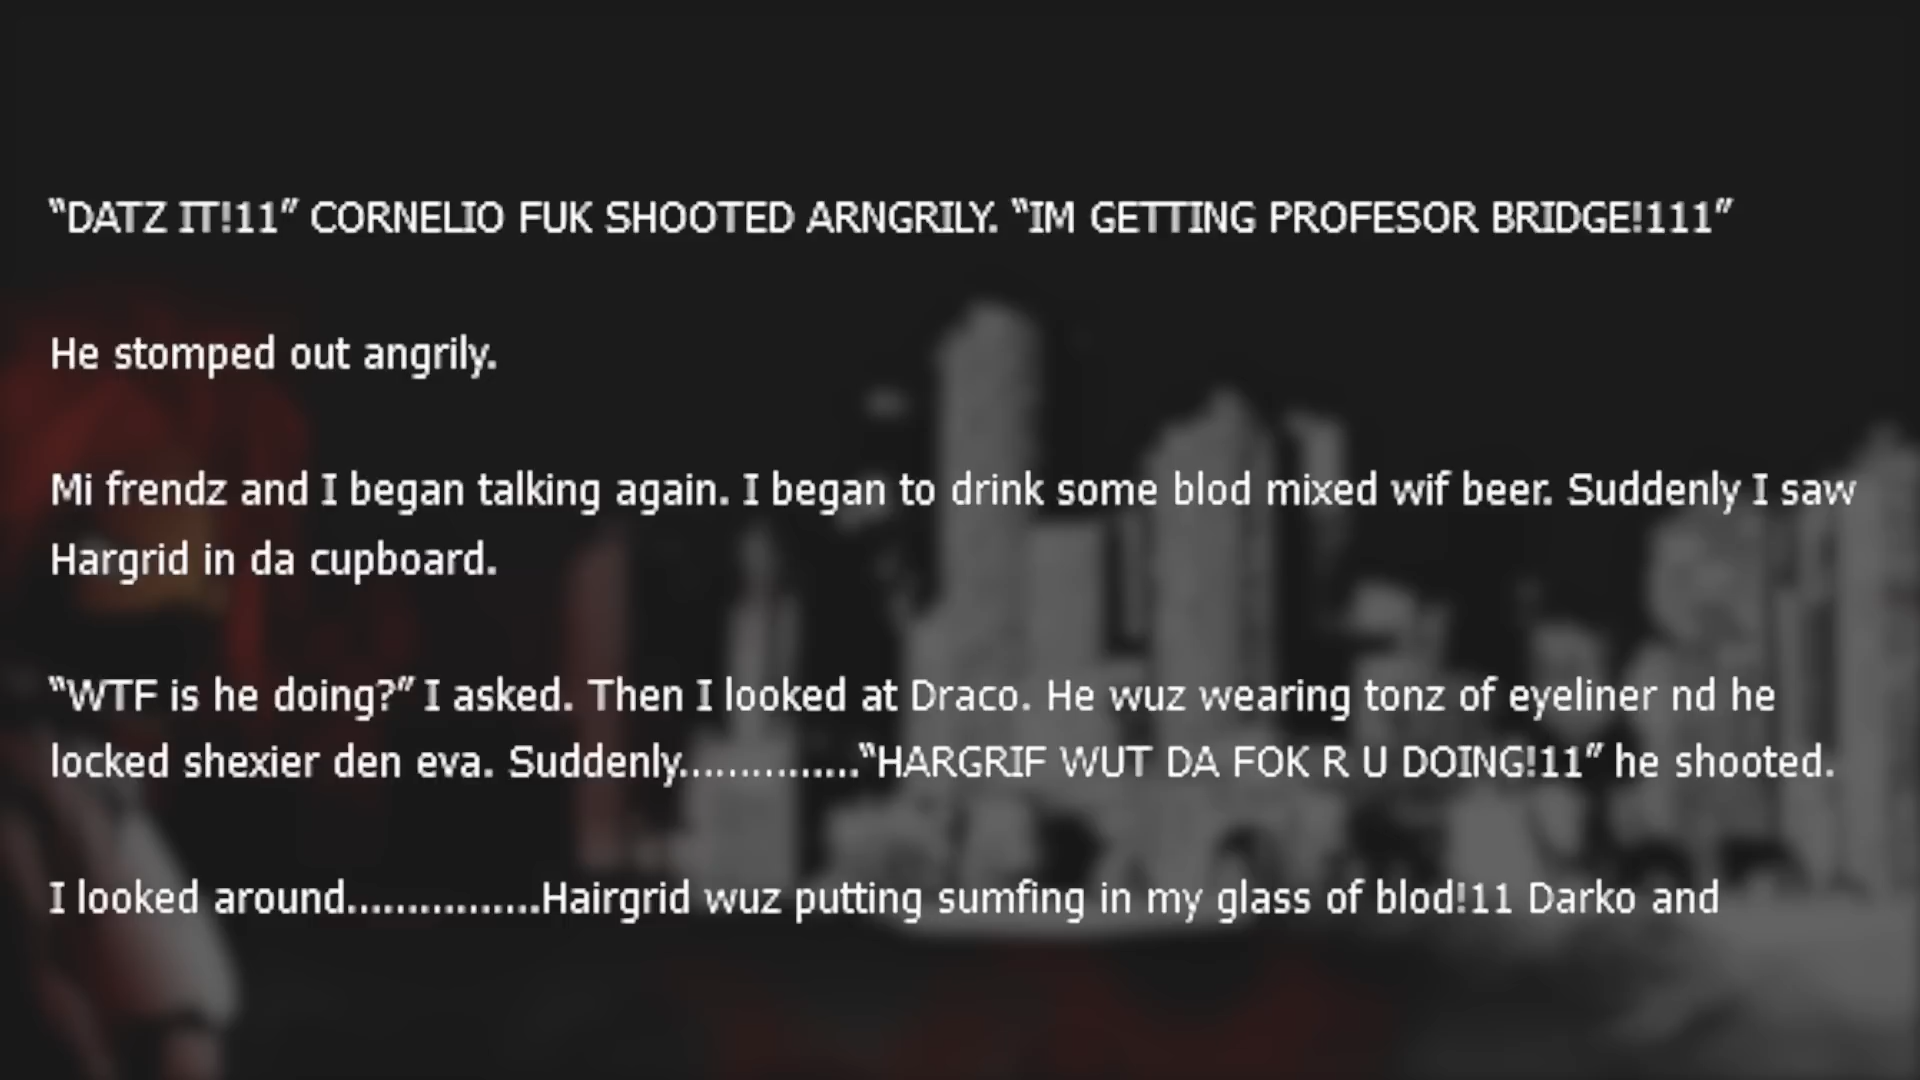 “DATZ IT!11” CORNELIO FUK SHOOTED ARNGRILY. “IM GETTING PROFESOR BRIDGE!111”
He stomped out angrily.
Mi frendz and I began talking again. I began to drink some blod mixed wif beer. Suddenly I saw
Hargrid in da cupboard.
“WTF is he doing?” I asked. Then I looked at Draco. He wuz wearing tonz of eyeliner nd he
locked shexier den eva. Suddenly……………“HARGRIF WUT DA FOK R U DOING!11” he shooted.
I looked around…………….Hairgrid wuz putting sumfing in my glass of blod!11 Darko and